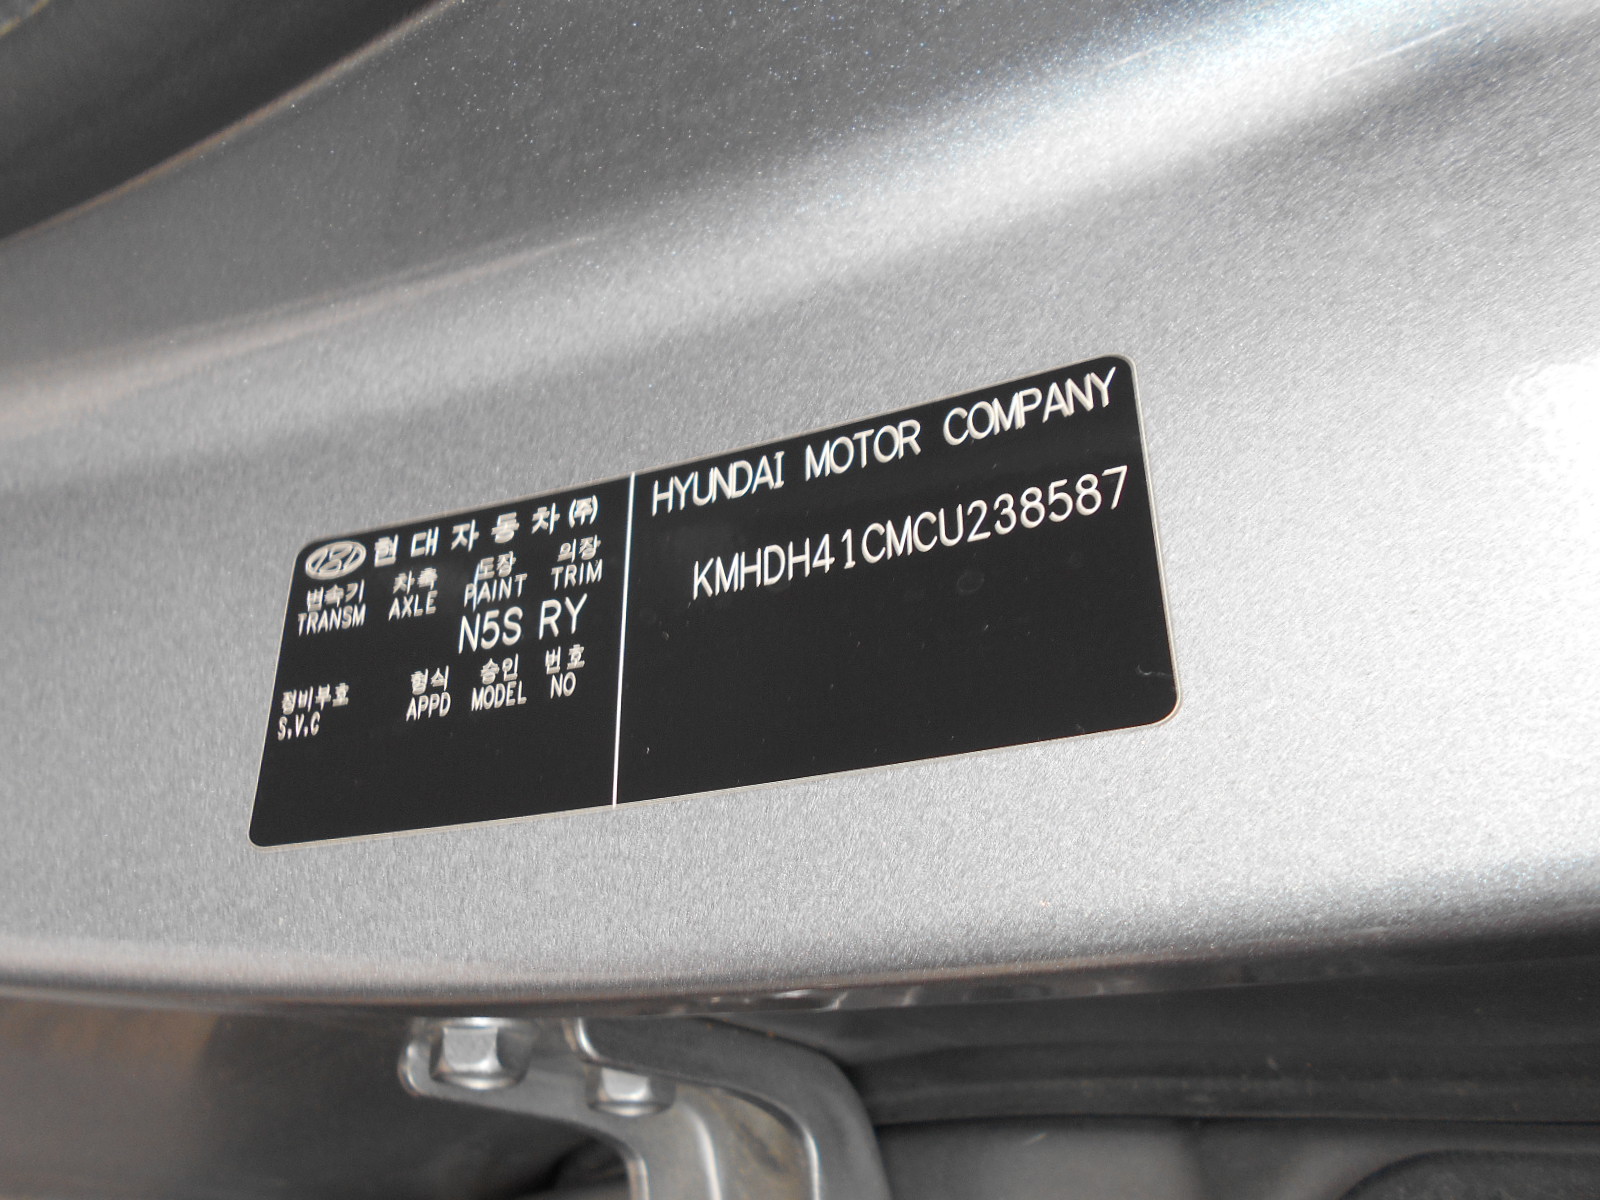 현대자동차(주)
변속기 차축 도장 의장
TRANSM AXLE PAINT TRIM
N5S RY
정비부호 형식 승인 번호
S.V.C APPD MODEL NO
HYUNDAI MOTOR COMPANY
KMHDH41CMCU238587